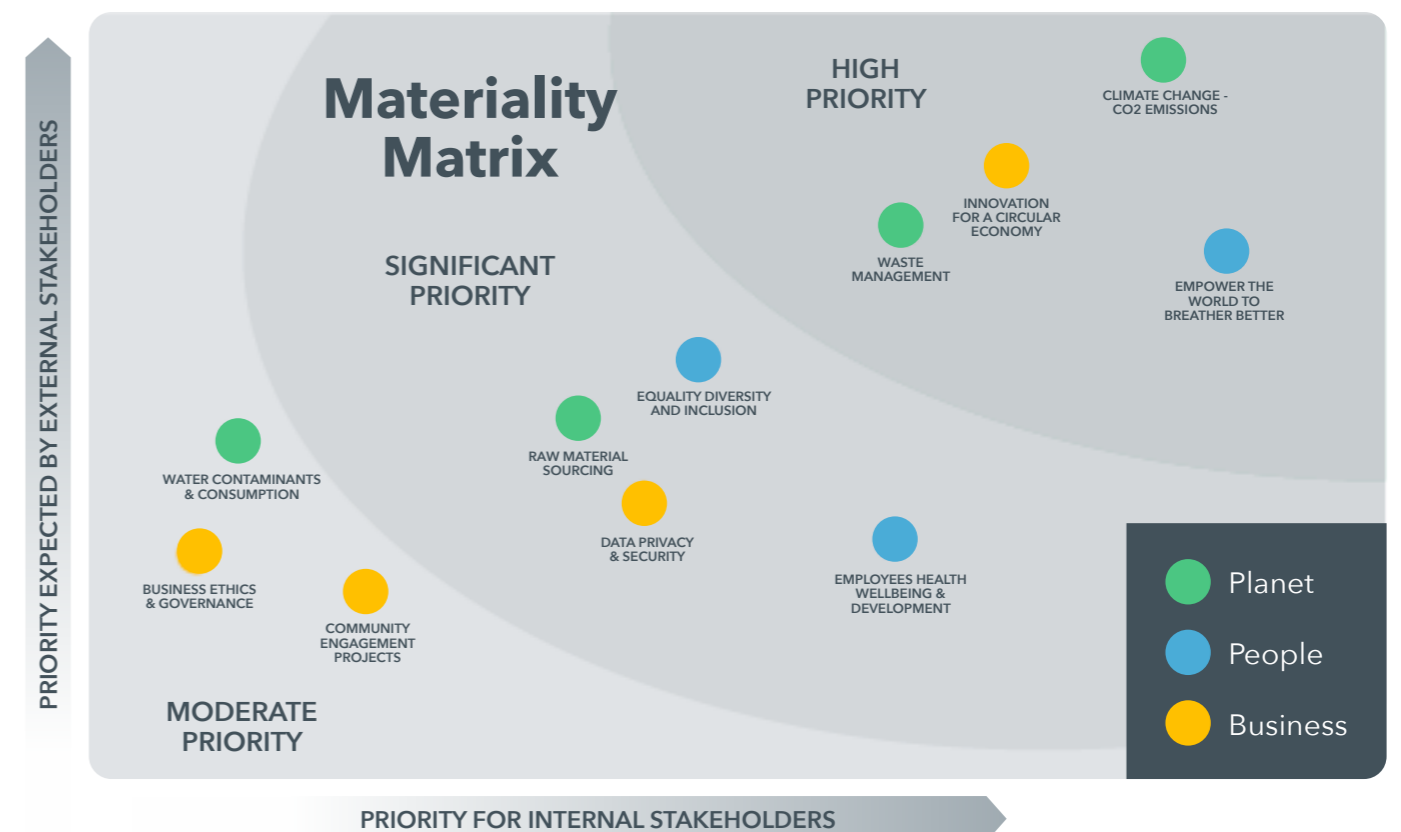 Materiality
Matrix
HIGH
PRIORITY
CLIMATE CHANGE -
CO2 EMISSIONS
INNOVATION
FOR A CIRCULAR
ECONOMY
WASTE
MANAGEMENT
EMPOWER THE
WORLD TO
BREATHER BETTER
SIGNIFICANT
PRIORITY
EQUALITY DIVERSITY
AND INCLUSION
RAW MATERIAL
SOURCING
DATA PRIVACY
& SECURITY
EMPLOYEES HEALTH
WELLBEING &
DEVELOPMENT
WATER CONTAMINANTS
& CONSUMPTION
BUSINESS ETHICS
& GOVERNANCE
COMMUNITY
ENGAGEMENT
PROJECTS
MODERATE
PRIORITY
Planet
People
Business
PRIORITY EXPECTED BY EXTERNAL STAKEHOLDERS
PRIORITY FOR INTERNAL STAKEHOLDERS